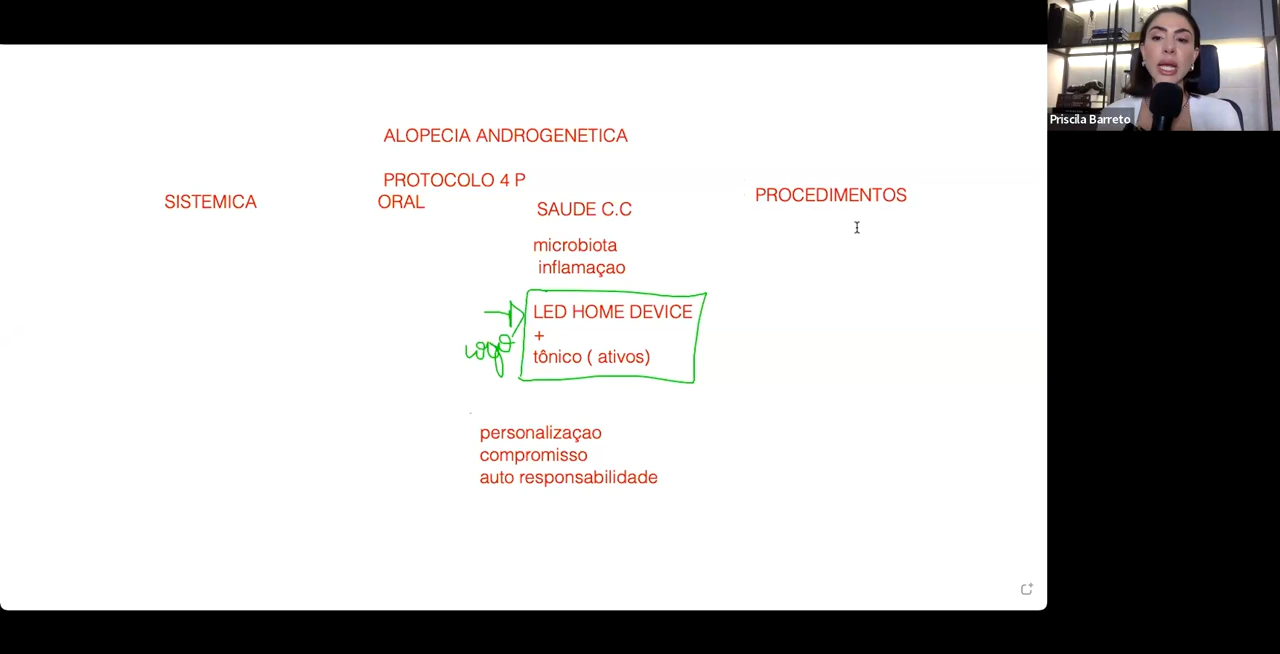 ALOPECIA ANDROGENETICA
PROTOCOLO 4 P
SISTEMICA
ORAL
SAUDE C.C
PROCEDIMENTOS
microbiota
inflamaçao
LED HOME DEVICE
+
tônico ( ativos)
personalizaçao
compromisso
auto responsabilidade
Priscila Barreto